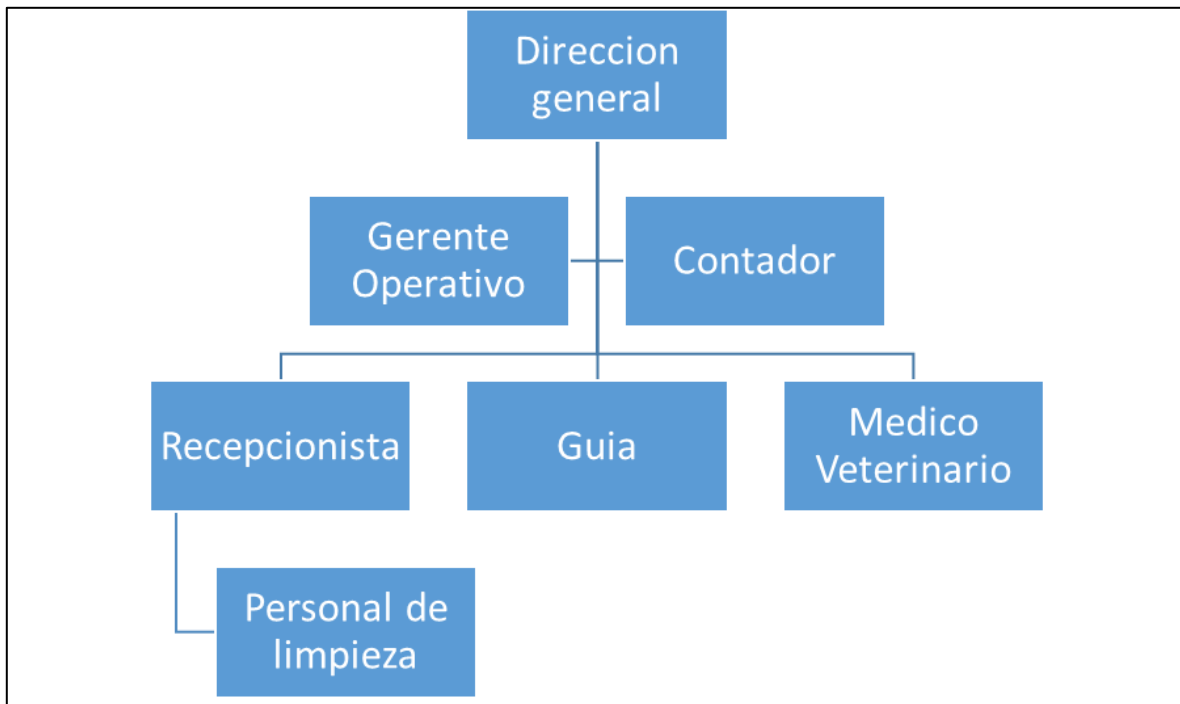 Direccion
general
Gerente
Operativo
Contador
Recepcionista
Guia
Medico
Veterinario
Personal de
limpieza